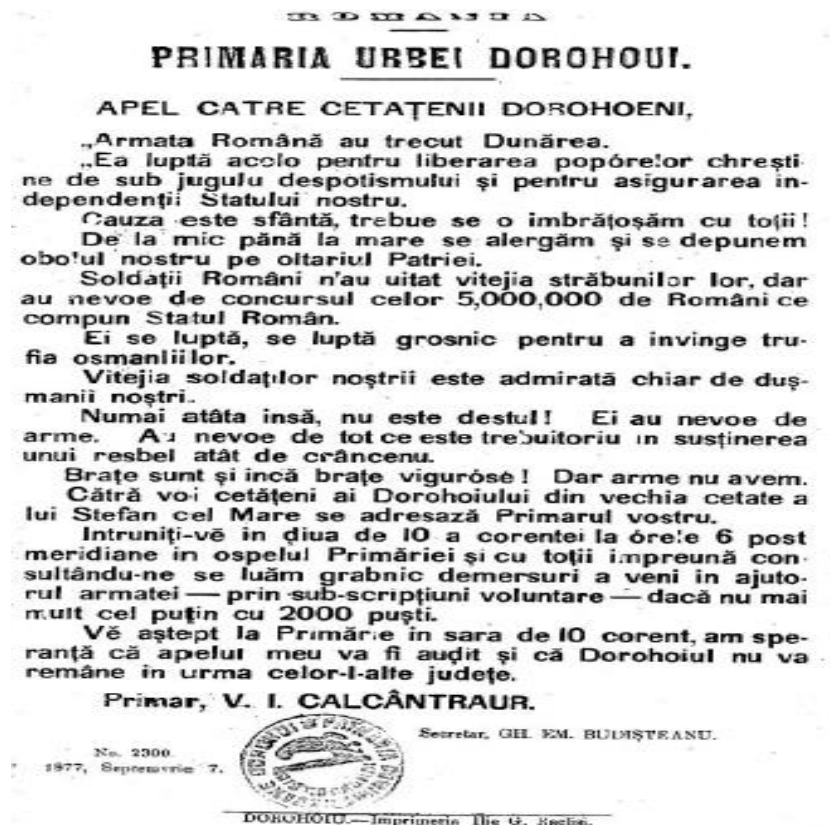 ROMANIA
PRIMARIA URBEI DOROHOUI.
APEL CATRE CETAȚENII DOROHOENI,
„Armata Română au trecut Dunărea.
„Ea luptă acolo pentru liberarea popórelor chrești-
ne de sub jugulu despotismului și pentru asigurarea in-
dependenții Statului nostru.
Cauza este sfântă, trebue se o imbrățoșăm cu toții!
De la mic până la mare se alergăm și se depunem
obolul nostru pe oltariul Patriei.
Soldații Români n'au uitat vitejia străbunilor lor, dar
au nevoe de concursul celor 5,000,000 de Români ce
compun Statul Român.
Ei se luptă, se luptă grosnic pentru a invinge tru-
fia osmanliilor.
Vitejia soldaților noștrii este admirată chiar de duș-
manii noștri.
Numai atâta insă, nu este destul! Ei au nevoe de
arme. Au nevoe de tot ce este trebuitoriu in susținerea
unui resbel atât de crâncenu.
Brațe sunt și incă brațe viguróse! Dar arme nu avem.
Cătră voi cetățeni ai Dorohoiului din vechia cetate a
lui Stefan cel Mare se adresază Primarul vostru.
Intruniți-vĕ in diua de 10 a corentei la órele 6 post
meridiane in ospelul Primăriei și cu toții impreună con-
sultându-ne se luăm grabnic demersuri a veni in ajuto-
rul armatei — prin sub-scripțiuni voluntare — dacă nu mai
mult cel puțin cu 2000 puști.
Vĕ aștept la Primărie in sara de 10 corent, am spe-
ranță că apelul meu va fi audit și că Dorohoiul nu va
remâne in urma celor-l-alte județe.
Primar, V. I. CALCÂNTRAUR.
Secretar, GH. EM. BUDIȘTEANU.
No. 2300
1877, Septemvrie 7.
DOROHOIU.—Imprimeria Ilie G.